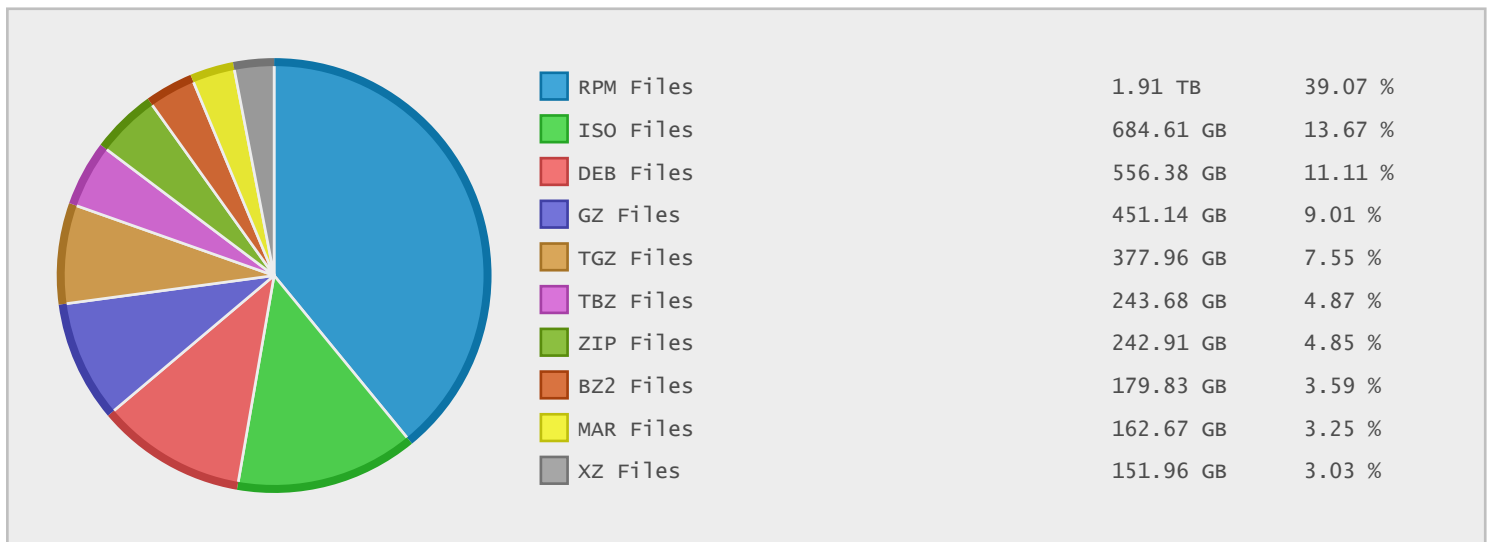 RPM Files 1.91 TB 39.07 %
ISO Files 684.61 GB 13.67 %
DEB Files 556.38 GB 11.11 %
GZ Files 451.14 GB 9.01 %
TGZ Files 377.96 GB 7.55 %
TBZ Files 243.68 GB 4.87 %
ZIP Files 242.91 GB 4.85 %
BZ2 Files 179.83 GB 3.59 %
MAR Files 162.67 GB 3.25 %
XZ Files 151.96 GB 3.03 %